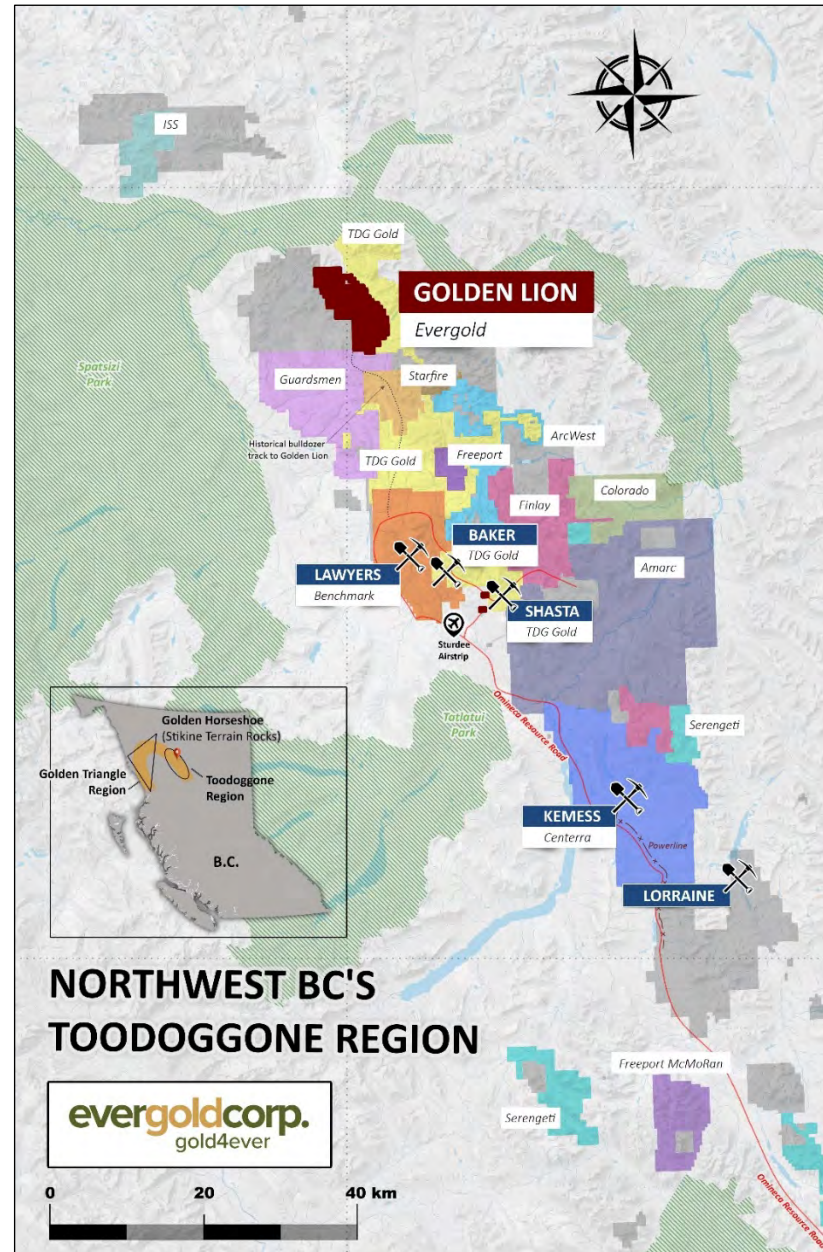 ISS
TDG Gold
GOLDEN LION
Evergold
Spatsizi
Park
Guardsmen
Starfire
Historical bulldozer
track to Golden Lion
ArcWest
TDG Gold
Freeport
Finlay
Colorado
BAKER
TDG Gold
Amarc
LAWYERS
Benchmark
SHASTA
TDG Gold
Sturdee
Airstrip
Omineca Resource Road
Tatlatui
Park
Serengeti
Golden Horseshoe
(Stikine Terrain Rocks)
Golden Triangle
Region
Toodoggone
Region
B.C.
KEMESS
Centerra
Powerline
LORRAINE
NORTHWEST BC'S
TOODOGGONE REGION
Freeport McMoRan
Serengeti
evergoldcorp.
gold4ever
Omineca Resource Road
0 20 40 km